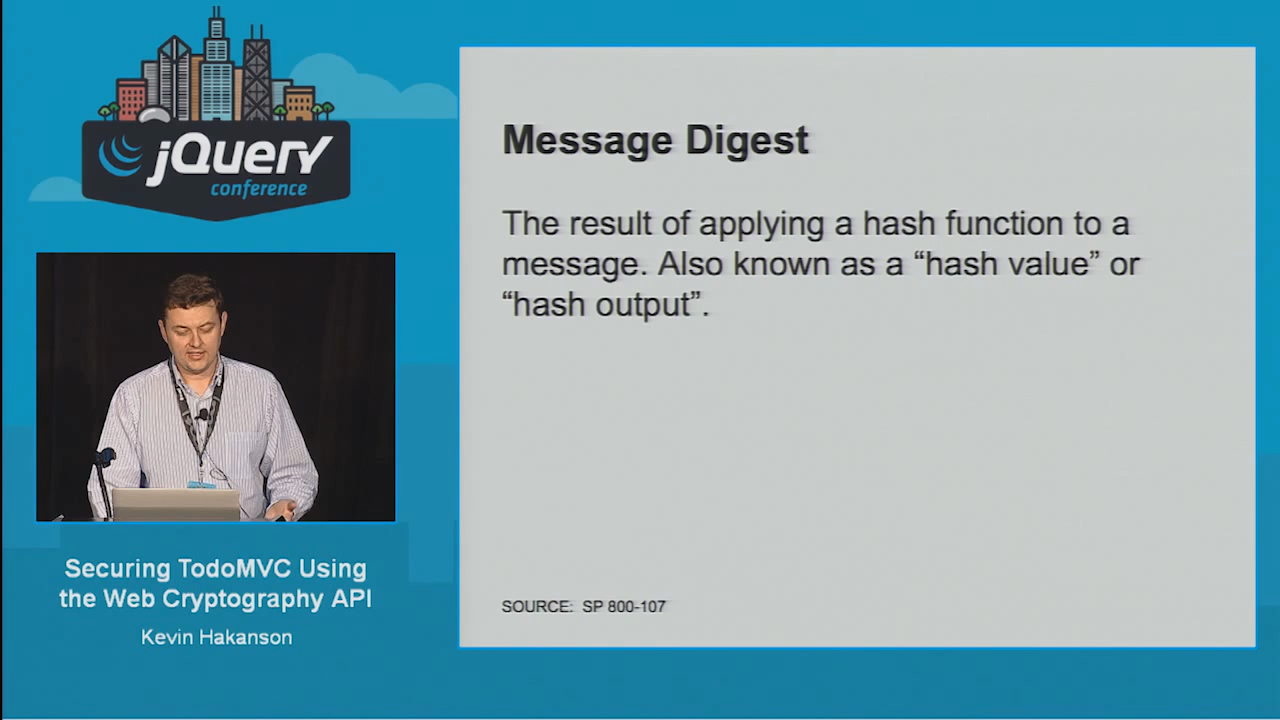 jQuery
conference
Message Digest
The result of applying a hash function to a
message. Also known as a “hash value” or
“hash output”.
SOURCE: SP 800-107
Securing TodoMVC Using
the Web Cryptography API
Kevin Hakanson